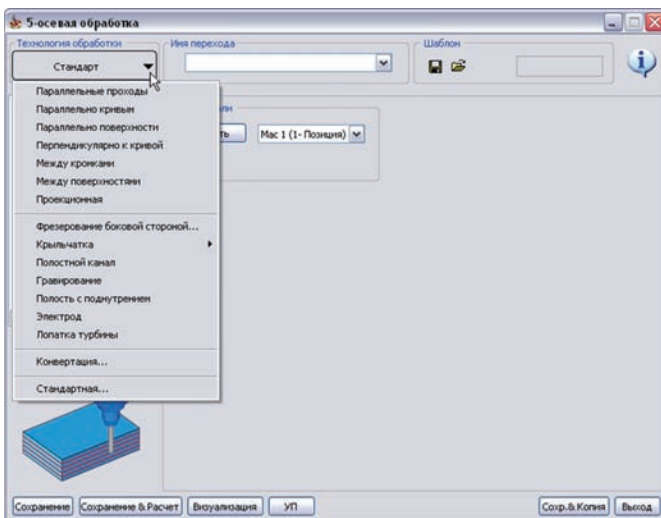 5-осевая обработка
Технология обработки
Имя перехода
Шаблон
Стандарт
Параллельные проходы
Параллельно кривым
Параллельно поверхности
Перпендикулярно к кривой
Между кромками
Между поверхностями
Проекционная
Мас 1 (1- Позиция)
Фрезерование боковой стороной...
Крыльчатка
Полостной канал
Гравирование
Полость с поднутрением
Электрод
Лопатка турбины
Конвертация...
Стандартная...
Сохранение
Сохранение & Расчет
Визуализация
УП
Сохр.& Копия
Выход